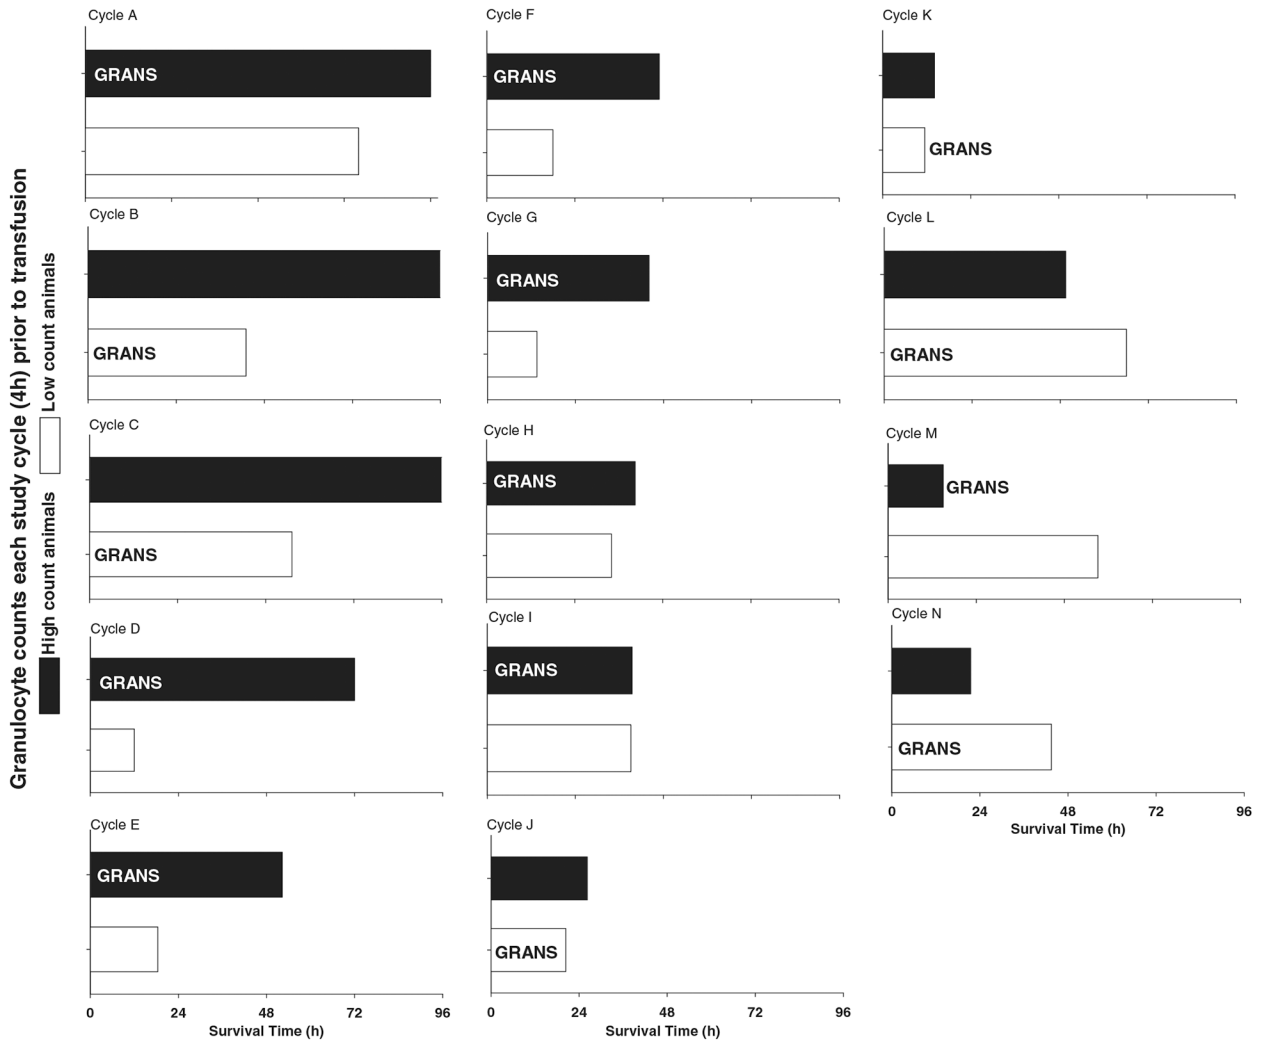 Granulocyte counts each study cycle (4h) prior to transfusion
High count animals
Low count animals
Cycle A
GRANS
Cycle B
GRANS
Cycle C
GRANS
Cycle D
GRANS
Cycle E
GRANS
0 24 48 72 96
Survival Time (h)
Cycle F
GRANS
Cycle G
GRANS
Cycle H
GRANS
Cycle I
GRANS
Cycle J
GRANS
0 24 48 72 96
Survival Time (h)
Cycle K
GRANS
Cycle L
GRANS
Cycle M
GRANS
Cycle N
GRANS
0 24 48 72 96
Survival Time (h)